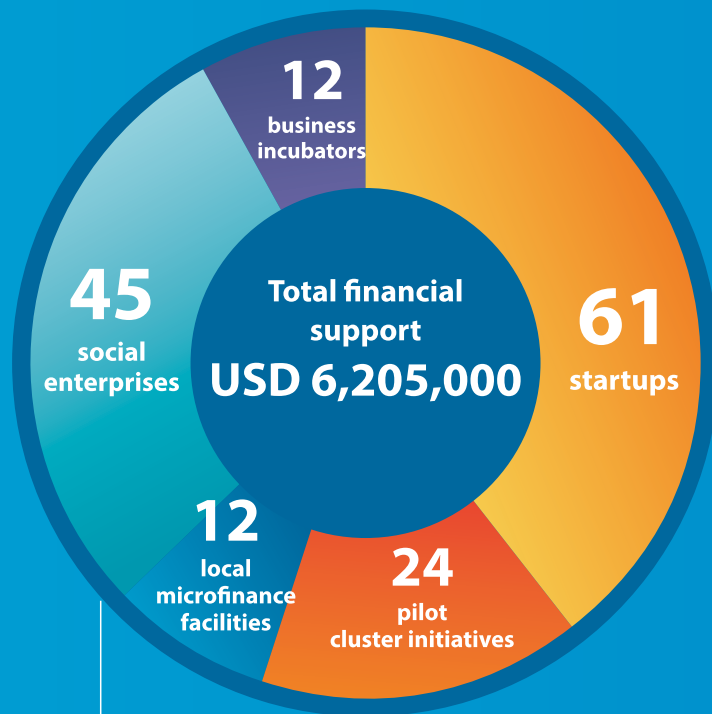 12
business
incubators
61
startups
45
social
enterprises
Total financial
support
USD 6,205,000
12
local
microfinance
facilities
24
pilot
cluster initiatives